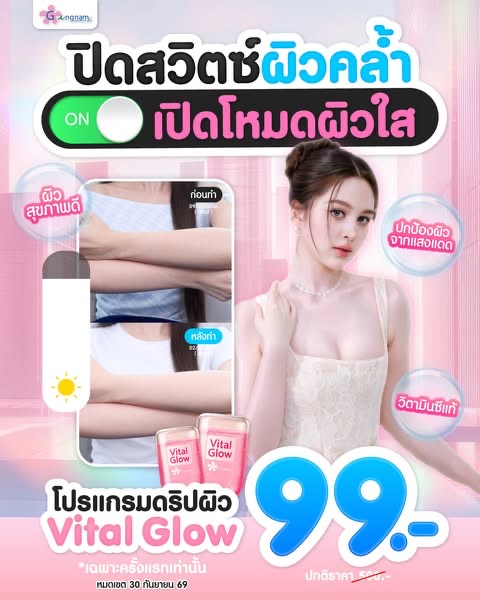 Gangnam
ปิดสวิตซ์ผิวคล้ำ
ON เปิดโหมดผิวใส
ผิว
สุขภาพดี
ก่อนทำ
ปกป้องผิว
จากแสงแดด
หลังทำ
วิตามินซีแท้
Vital
Glow
Vital
Glow
โปรแกรมดริปผิว
Vital Glow
99.-
*เฉพาะครั้งแรกเท่านั้น
หมดเขต 30 กันยายน 69
ปกติราคา